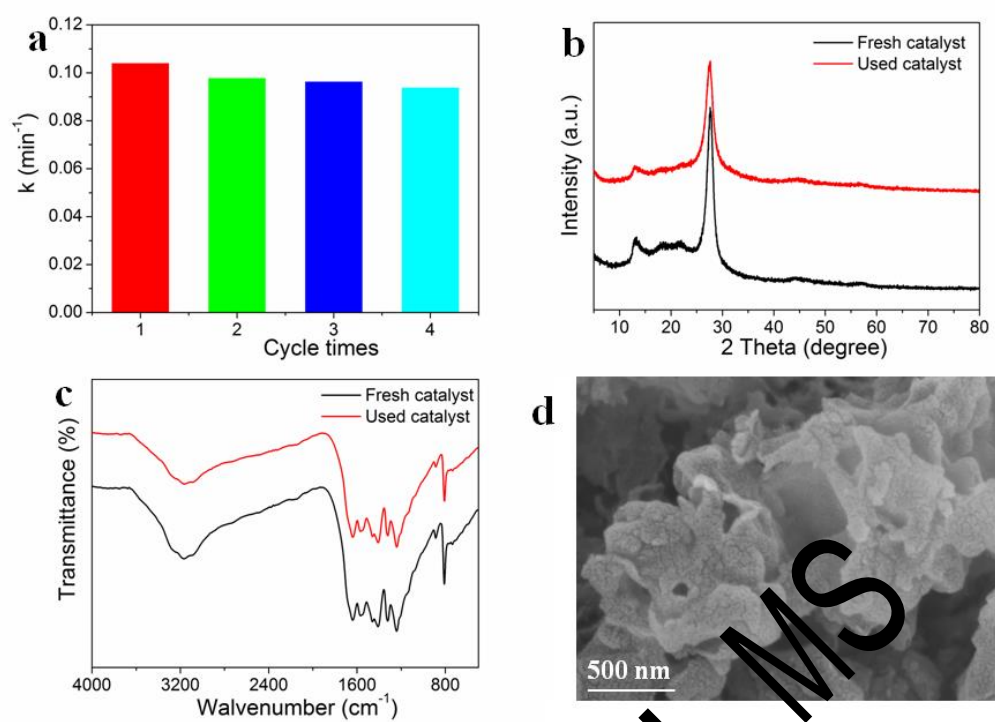 a
k (min⁻¹)
0.12
0.10
0.08
0.06
0.04
0.02
0.00
1 2 3 4
Cycle times
b
Fresh catalyst
Used catalyst
Intensity (a.u.)
10 20 30 40 50 60 70 80
2 Theta (degree)
c
Fresh catalyst
Used catalyst
Transmittance (%)
4000 3200 2400 1600 800
Walvenumber (cm⁻¹)
d
500 nm
MS